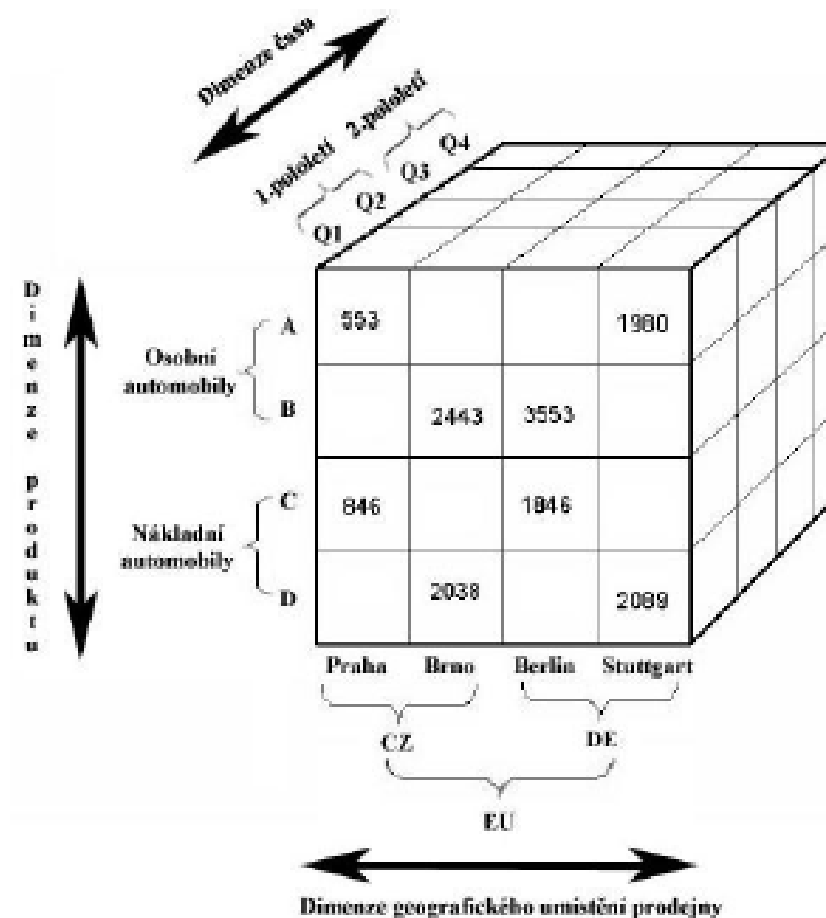 Dimenze času
1.pololetí 2.pololetí
Q1 Q2 Q3 Q4
Dimenze produktu
Osobní
automobily
A
B
Nákladní
automobily
C
D
553 1980
2443 3553
846 1846
2038 2089
Praha Brno Berlin Stuttgart
CZ DE
EU
Dimenze geografického umistění prodejny